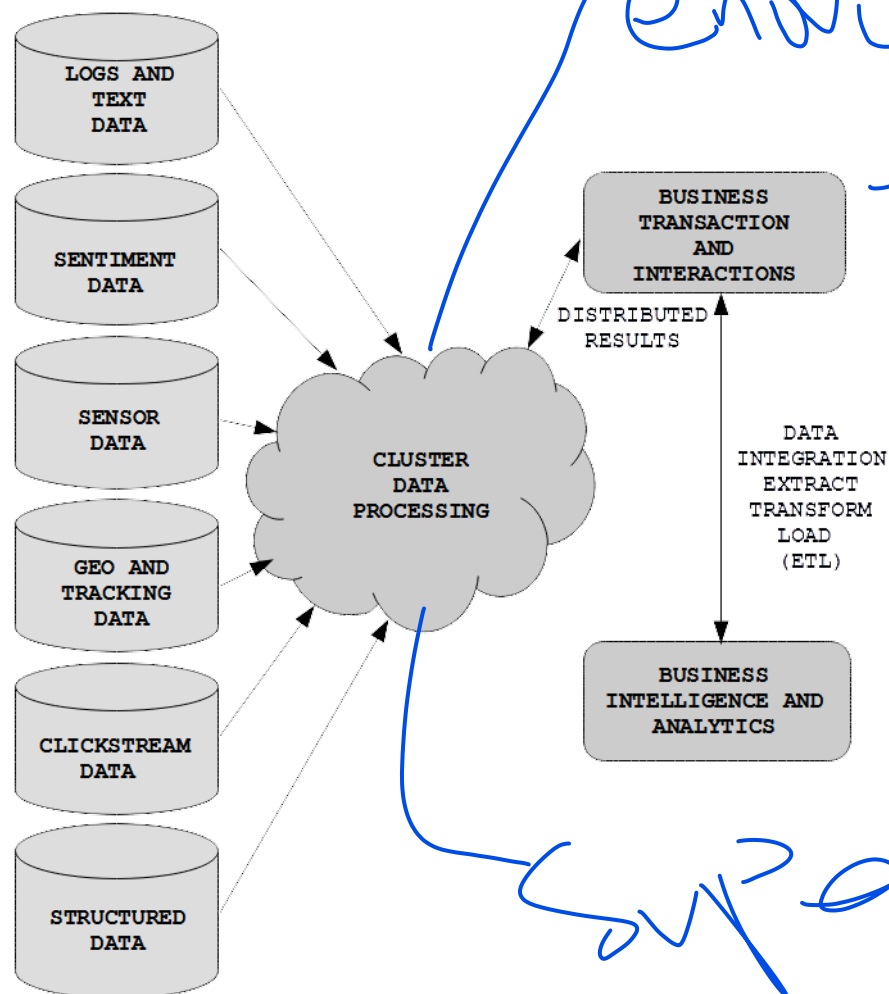 LOGS AND
TEXT
DATA
SENTIMENT
DATA
SENSOR
DATA
GEO AND
TRACKING
DATA
CLICKSTREAM
DATA
STRUCTURED
DATA
CLUSTER
DATA
PROCESSING
DISTRIBUTED
RESULTS
BUSINESS
TRANSACTION
AND
INTERACTIONS
DATA
INTEGRATION
EXTRACT
TRANSFORM
LOAD
(ETL)
BUSINESS
INTELLIGENCE AND
ANALYTICS